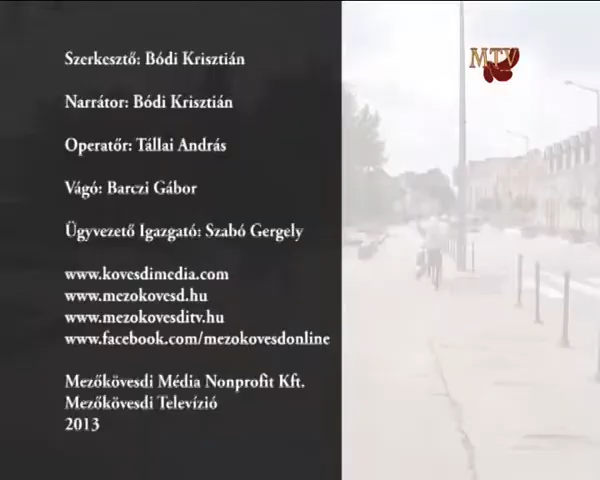 Szerkesztő: Bódi Krisztián
Narrátor: Bódi Krisztián
Operatőr: Tállai András
Vágó: Barczi Gábor
Ügyvezető Igazgató: Szabó Gergely
www.kovesdimedia.com
www.mezokovesd.hu
www.mezokovesditv.hu
www.facebook.com/mezokovesdonline
Mezőkövesdi Média Nonprofit Kft.
Mezőkövesdi Televízió
2013
MTV